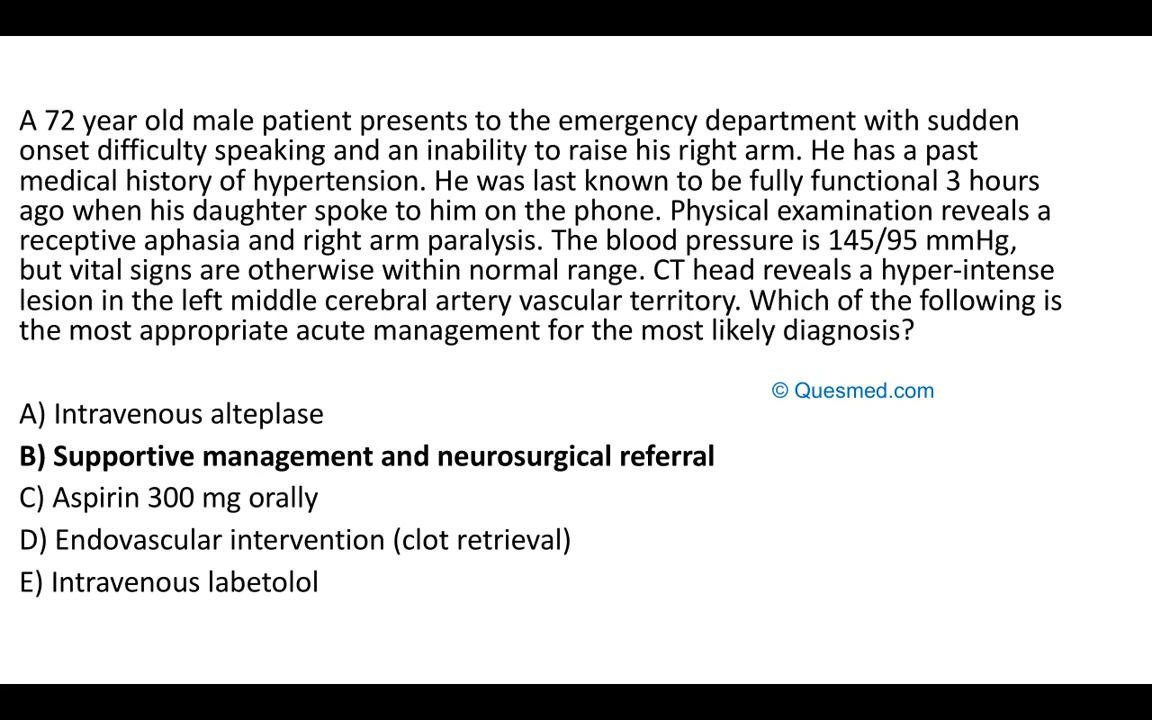 A 72 year old male patient presents to the emergency department with sudden
onset difficulty speaking and an inability to raise his right arm. He has a past
medical history of hypertension. He was last known to be fully functional 3 hours
ago when his daughter spoke to him on the phone. Physical examination reveals a
receptive aphasia and right arm paralysis. The blood pressure is 145/95 mmHg,
but vital signs are otherwise within normal range. CT head reveals a hyper-intense
lesion in the left middle cerebral artery vascular territory. Which of the following is
the most appropriate acute management for the most likely diagnosis?
© Quesmed.com
A) Intravenous alteplase
B) Supportive management and neurosurgical referral
C) Aspirin 300 mg orally
D) Endovascular intervention (clot retrieval)
E) Intravenous labetolol